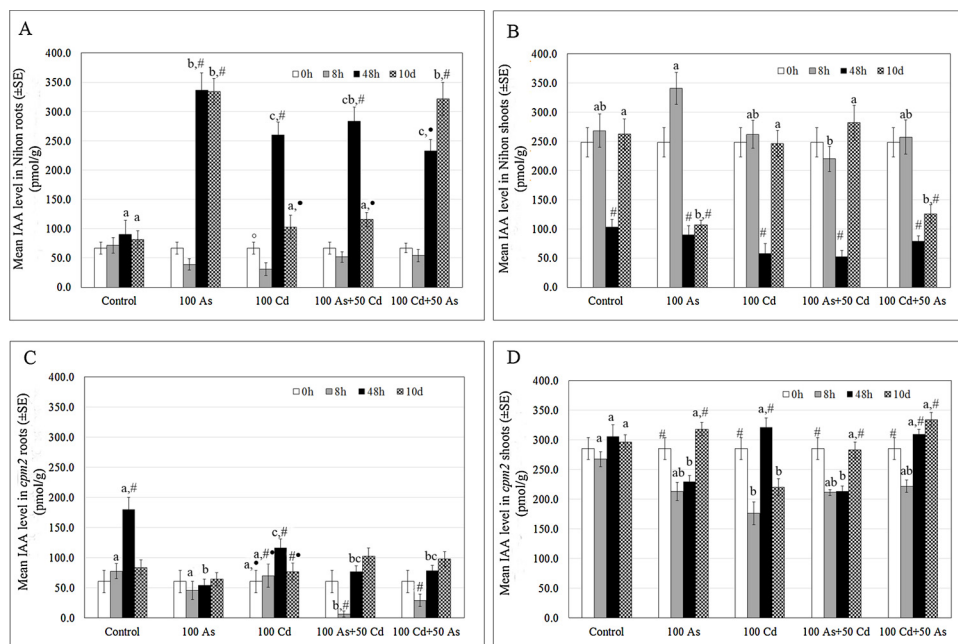 A
Mean IAA level in Nihon roots (±SE)
(pmol/g)
400.0
350.0
300.0
250.0
200.0
150.0
100.0
50.0
0.0
0h 8h 48h 10d
a a
b,# b,#
○ c,# a,•
cb,# a,•
c,• b,#
Control 100 As 100 Cd 100 As+50 Cd 100 Cd+50 As
B
Mean IAA level in Nihon shoots (±SE)
(pmol/g)
400.0
350.0
300.0
250.0
200.0
150.0
100.0
50.0
0.0
0h 8h 48h 10d
ab # a
a # b,#
ab # a
b # a
ab # b,#
Control 100 As 100 Cd 100 As+50 Cd 100 Cd+50 As
C
Mean IAA level in cpm2 roots (±SE)
(pmol/g)
400.0
350.0
300.0
250.0
200.0
150.0
100.0
50.0
0.0
0h 8h 48h 10d
a a,#
a b
a,• a,#• c,# #•
b,# bc
# bc
Control 100 As 100 Cd 100 As+50 Cd 100 Cd+50 As
D
Mean IAA level in cpm2 shoots (±SE)
(pmol/g)
400.0
350.0
300.0
250.0
200.0
150.0
100.0
50.0
0.0
0h 8h 48h 10d
a a a
# ab b a,#
# b a,# b
# ab b a,#
# ab a,# a,#
Control 100 As 100 Cd 100 As+50 Cd 100 Cd+50 As